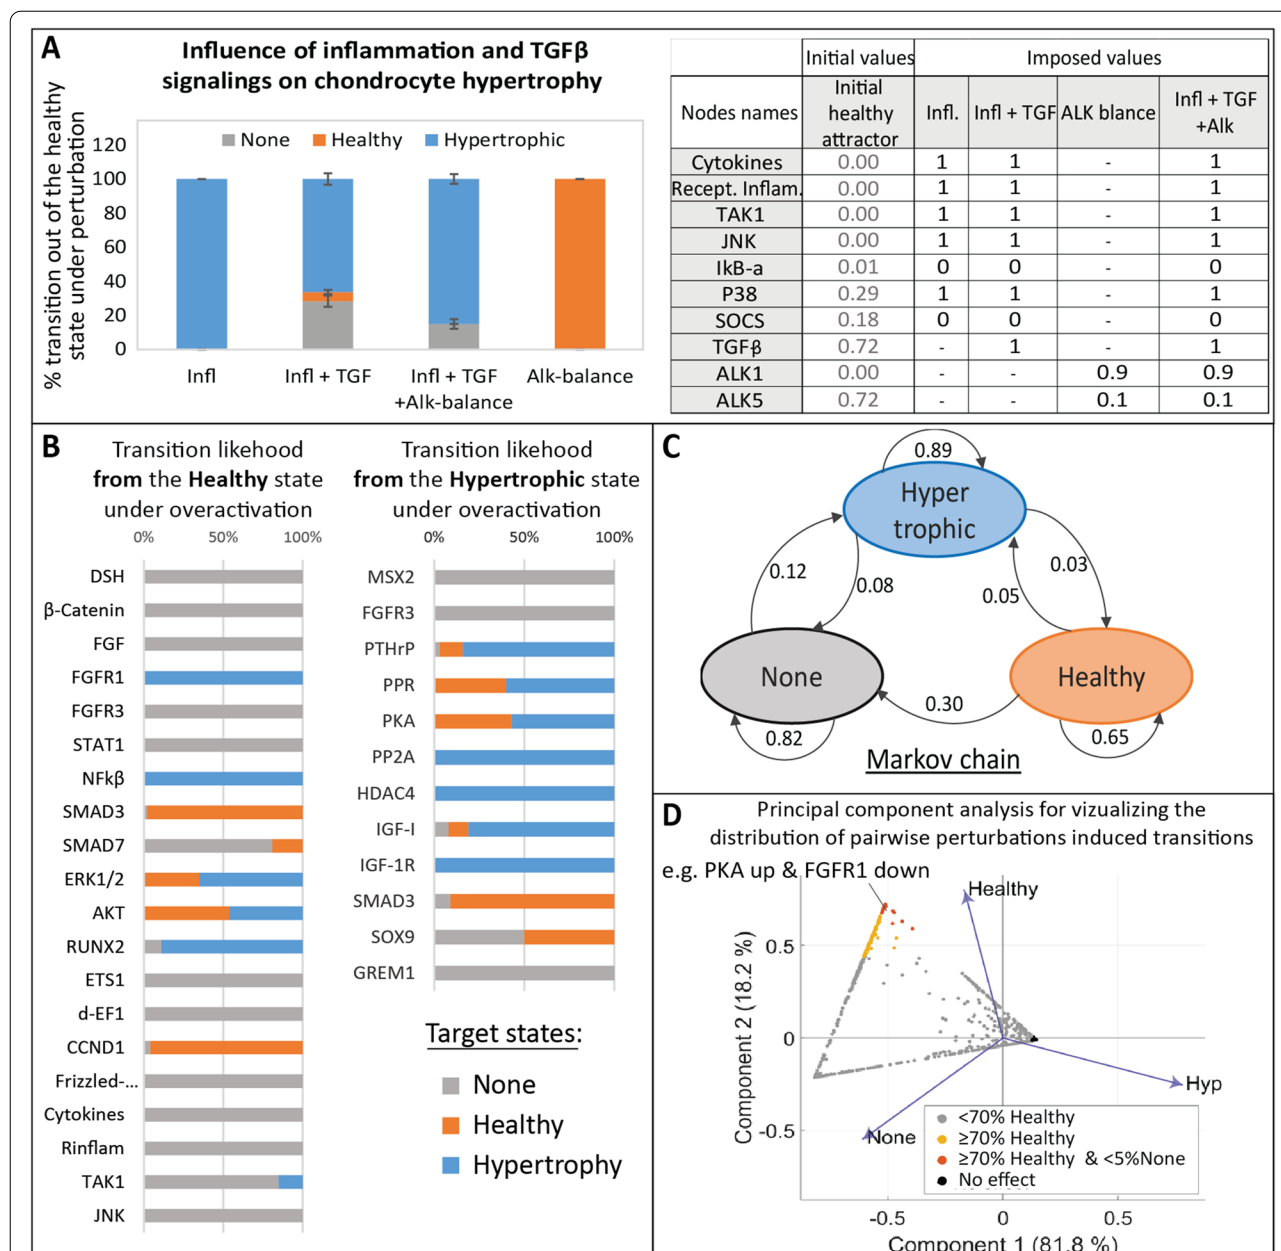 A
Influence of inflammation and TGFβ
signalings on chondrocyte hypertrophy
% transition out of the healthy
state under perturbation
None Healthy Hypertrophic
120
100
80
60
40
20
0
Infl Infl + TGF Infl + TGF Alk-balance
+Alk-balance
Initial values Imposed values
Nodes names Initial healthy attractor Infl. Infl + TGF ALK blance Infl + TGF +Alk
Cytokines 0.00 1 1 - 1
Recept. Inflam. 0.00 1 1 - 1
TAK1 0.00 1 1 - 1
JNK 0.00 1 1 - 1
IkB-a 0.01 0 0 - 0
P38 0.29 1 1 - 1
SOCS 0.18 0 0 - 0
TGFβ 0.72 - 1 1
ALK1 0.00 - - 0.9 0.9
ALK5 0.72 - - 0.1 0.1
B
Transition likehood
from the Healthy state
under overactivation
0% 50% 100%
DSH
β-Catenin
FGF
FGFR1
FGFR3
STAT1
NFkβ
SMAD3
SMAD7
ERK1/2
AKT
RUNX2
ETS1
d-EF1
CCND1
Frizzled-...
Cytokines
Rinflam
TAK1
JNK
Transition likehood
from the Hypertrophic state
under overactivation
0% 50% 100%
MSX2
FGFR3
PTHrP
PPR
PKA
PP2A
HDAC4
IGF-I
IGF-1R
SMAD3
SOX9
GREM1
Target states:
None
Healthy
Hypertrophy
C
0.89
Hyper
trophic
0.12
0.08
0.05
0.03
None
Healthy
0.30
0.82
0.65
Markov chain
D
Principal component analysis for vizualizing the
distribution of pairwise perturbations induced transitions
e.g. PKA up & FGFR1 down
Healthy
Component 2 (18.2 %)
0.5
0
-0.5
Hyp
None
<70% Healthy
≥70% Healthy
≥70% Healthy & <5%None
No effect
-0.5 0 0.5
Component 1 (81.8 %)